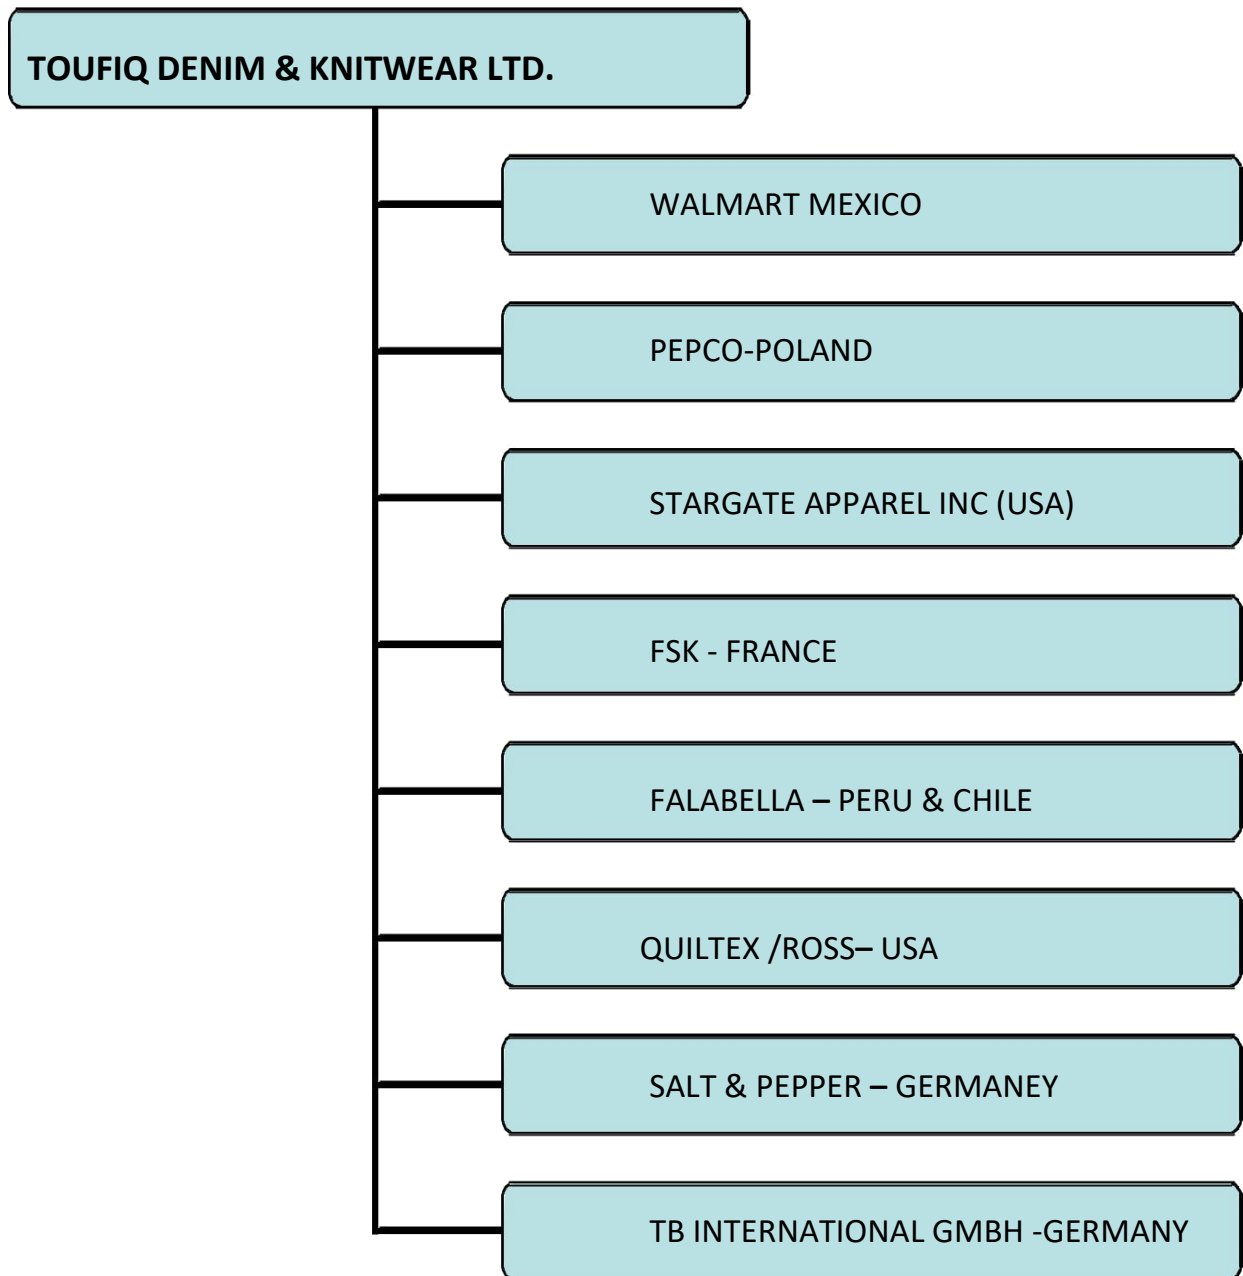 TOUFIQ DENIM & KNITWEAR LTD.
WALMART MEXICO
PEPCO-POLAND
STARGATE APPAREL INC (USA)
FSK - FRANCE
FALABELLA – PERU & CHILE
QUILTEX /ROSS– USA
SALT & PEPPER – GERMANEY
TB INTERNATIONAL GMBH -GERMANY